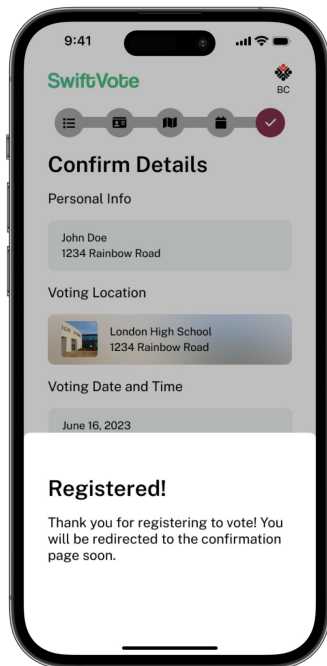 9:41
SwiftVote
BC
Confirm Details
Personal Info
John Doe
1234 Rainbow Road
Voting Location
London High School
1234 Rainbow Road
Voting Date and Time
June 16, 2023
Registered!
Thank you for registering to vote! You
will be redirected to the confirmation
page soon.